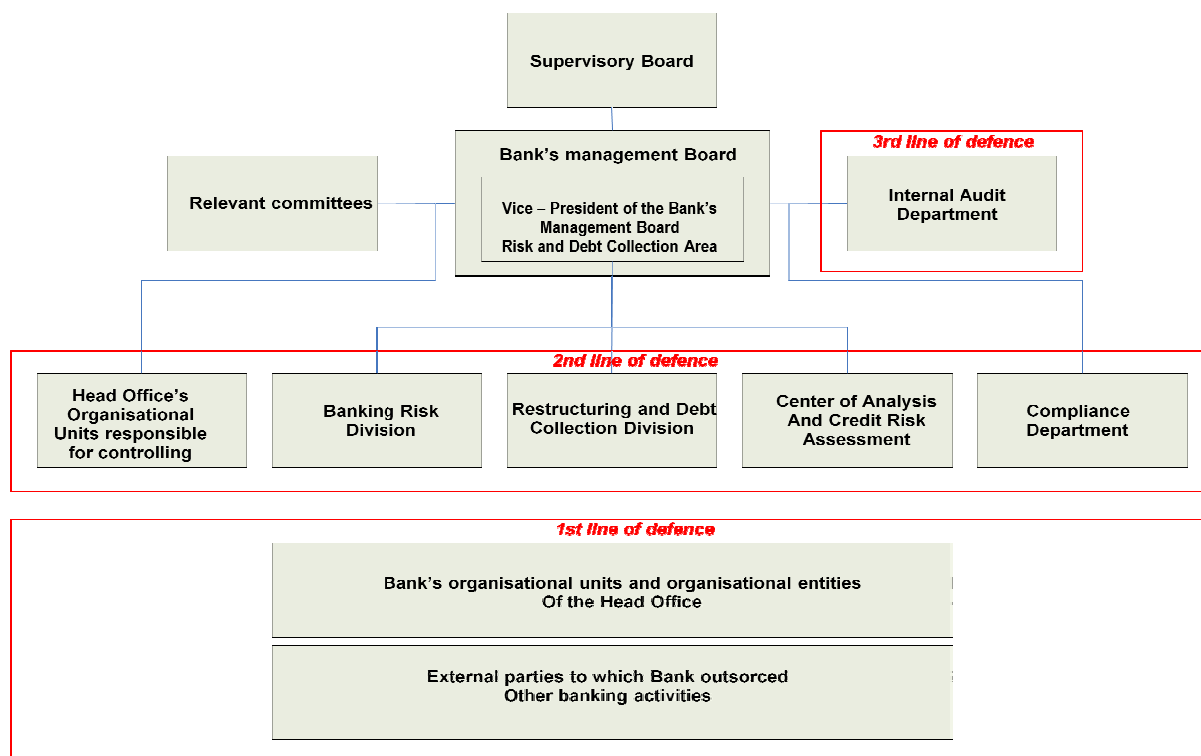 Supervisory Board
Bank's management Board
3rd line of defence
Relevant committees
Vice – President of the Bank's
Management Board
Risk and Debt Collection Area
Internal Audit
Department
2nd line of defence
Head Office's
Organisational
Units responsible
for controlling
Banking Risk
Division
Restructuring and Debt
Collection Division
Center of Analysis
And Credit Risk
Assessment
Compliance
Department
1st line of defence
Bank's organisational units and organisational entities
Of the Head Office
External parties to which Bank outsorced
Other banking activities